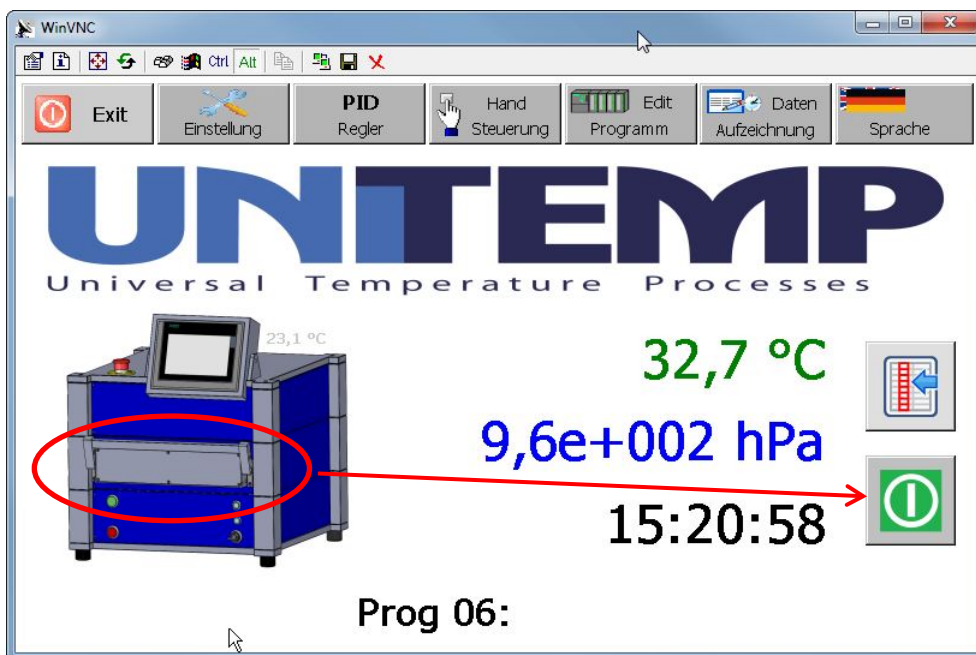 WinVNC
Ctrl Alt
Exit
Einstellung
PID
Regler
Hand
Steuerung
Edit
Programm
Daten
Aufzeichnung
Sprache
UNITEMP
Universal Temperature Processes
23,1 °C
32,7 °C
9,6e+002 hPa
15:20:58
Prog 06: